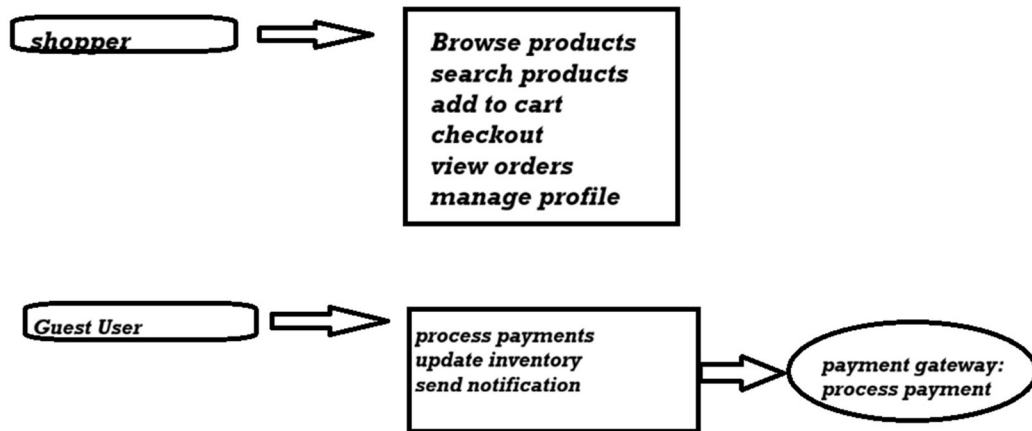 shopper
Browse products
search products
add to cart
checkout
view orders
manage profile
Guest User
process payments
update inventory
send notification
payment gateway:
process payment